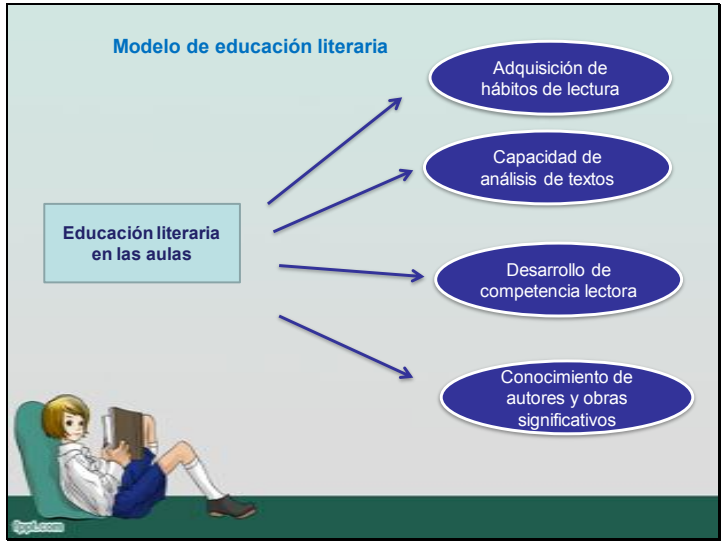 Modelo de educación literaria
Adquisición de
hábitos de lectura
Capacidad de
análisis de textos
Educación literaria
en las aulas
Desarrollo de
competencia lectora
Conocimiento de
autores y obras
significativos
fppt.com